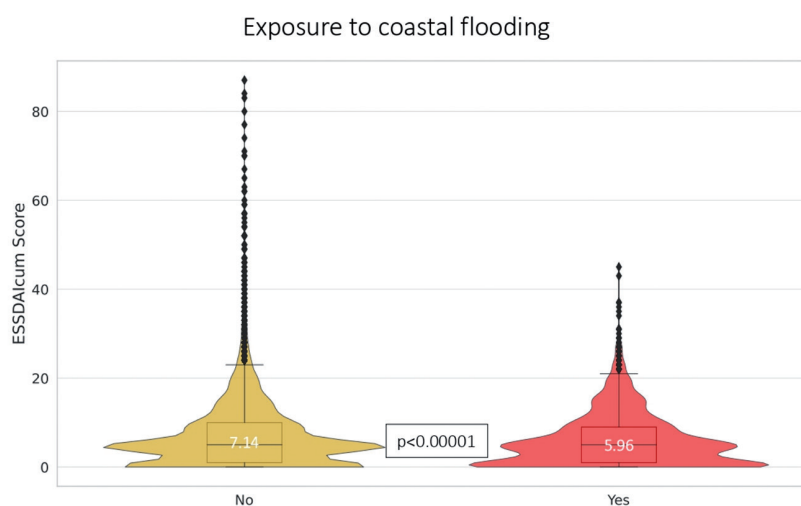 Exposure to coastal flooding
80
60
40
20
0
ESSDAIcum Score
7.14
p<0.00001
5.96
No
Yes